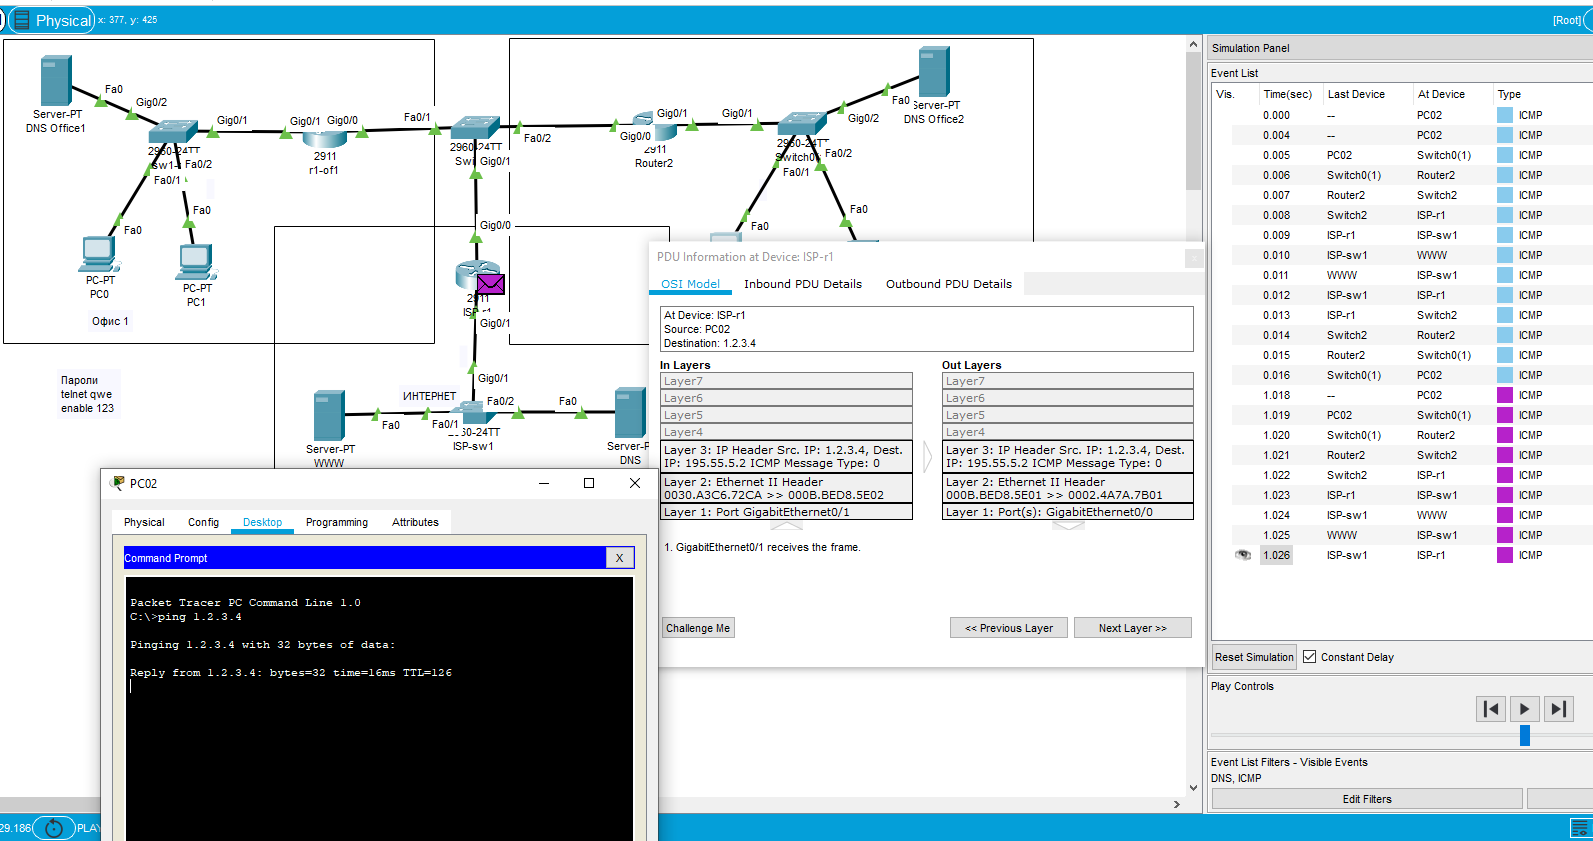 Physical x: 377, y: 425 [Root]
Server-PT
DNS Office1
Fa0
Gig0/2
Gig0/1
2960-24TT
sw1-
Fa0/2
Fa0/1
Fa0
Fa0
PC-PT
PC0
PC-PT
PC1
Офис 1
Gig0/1
Gig0/0
2911
r1-of1
Fa0/1
Fa0/2
2960-24TT
Swi
Gig0/1
Gig0/0
Gig0/1
Gig0/0
2911
Router2
Gig0/1
2960-24TT
Switch0
Fa0/2
Fa0/1
Fa0
Gig0/2
Server-PT
DNS Office2
Fa0
Fa0
Пароли
telnet qwe
enable 123
2911
ISP-r1
Gig0/1
Gig0/1
ИНТЕРНЕТ
Fa0/2
Fa0
Fa0
Fa0/1
2960-24TT
ISP-sw1
Server-PT
WWW
Server-P
DNS
PDU Information at Device: ISP-r1
OSI Model Inbound PDU Details Outbound PDU Details
At Device: ISP-r1
Source: PC02
Destination: 1.2.3.4
In Layers
Layer7
Layer6
Layer5
Layer4
Layer 3: IP Header Src. IP: 1.2.3.4, Dest.
IP: 195.55.5.2 ICMP Message Type: 0
Layer 2: Ethernet II Header
0030.A3C6.72CA >> 000B.BED8.5E02
Layer 1: Port GigabitEthernet0/1
Out Layers
Layer7
Layer6
Layer5
Layer4
Layer 3: IP Header Src. IP: 1.2.3.4, Dest.
IP: 195.55.5.2 ICMP Message Type: 0
Layer 2: Ethernet II Header
000B.BED8.5E01 >> 0002.4A7A.7B01
Layer 1: Port(s): GigabitEthernet0/0
1. GigabitEthernet0/1 receives the frame.
Challenge Me << Previous Layer Next Layer >>
PC02
Physical Config Desktop Programming Attributes
Command Prompt X
Packet Tracer PC Command Line 1.0
C:\>ping 1.2.3.4
Pinging 1.2.3.4 with 32 bytes of data:
Reply from 1.2.3.4: bytes=32 time=16ms TTL=126
Simulation Panel
Event List
Vis. Time(sec) Last Device At Device Type
0.000 -- PC02 ICMP
0.004 -- PC02 ICMP
0.005 PC02 Switch0(1) ICMP
0.006 Switch0(1) Router2 ICMP
0.007 Router2 Switch2 ICMP
0.008 Switch2 ISP-r1 ICMP
0.009 ISP-r1 ISP-sw1 ICMP
0.010 ISP-sw1 WWW ICMP
0.011 WWW ISP-sw1 ICMP
0.012 ISP-sw1 ISP-r1 ICMP
0.013 ISP-r1 Switch2 ICMP
0.014 Switch2 Router2 ICMP
0.015 Router2 Switch0(1) ICMP
0.016 Switch0(1) PC02 ICMP
1.018 -- PC02 ICMP
1.019 PC02 Switch0(1) ICMP
1.020 Switch0(1) Router2 ICMP
1.021 Router2 Switch2 ICMP
1.022 Switch2 ISP-r1 ICMP
1.023 ISP-r1 ISP-sw1 ICMP
1.024 ISP-sw1 WWW ICMP
1.025 WWW ISP-sw1 ICMP
1.026 ISP-sw1 ISP-r1 ICMP
Reset Simulation Constant Delay
Play Controls
Event List Filters - Visible Events
DNS, ICMP
Edit Filters
29.186 PLAY